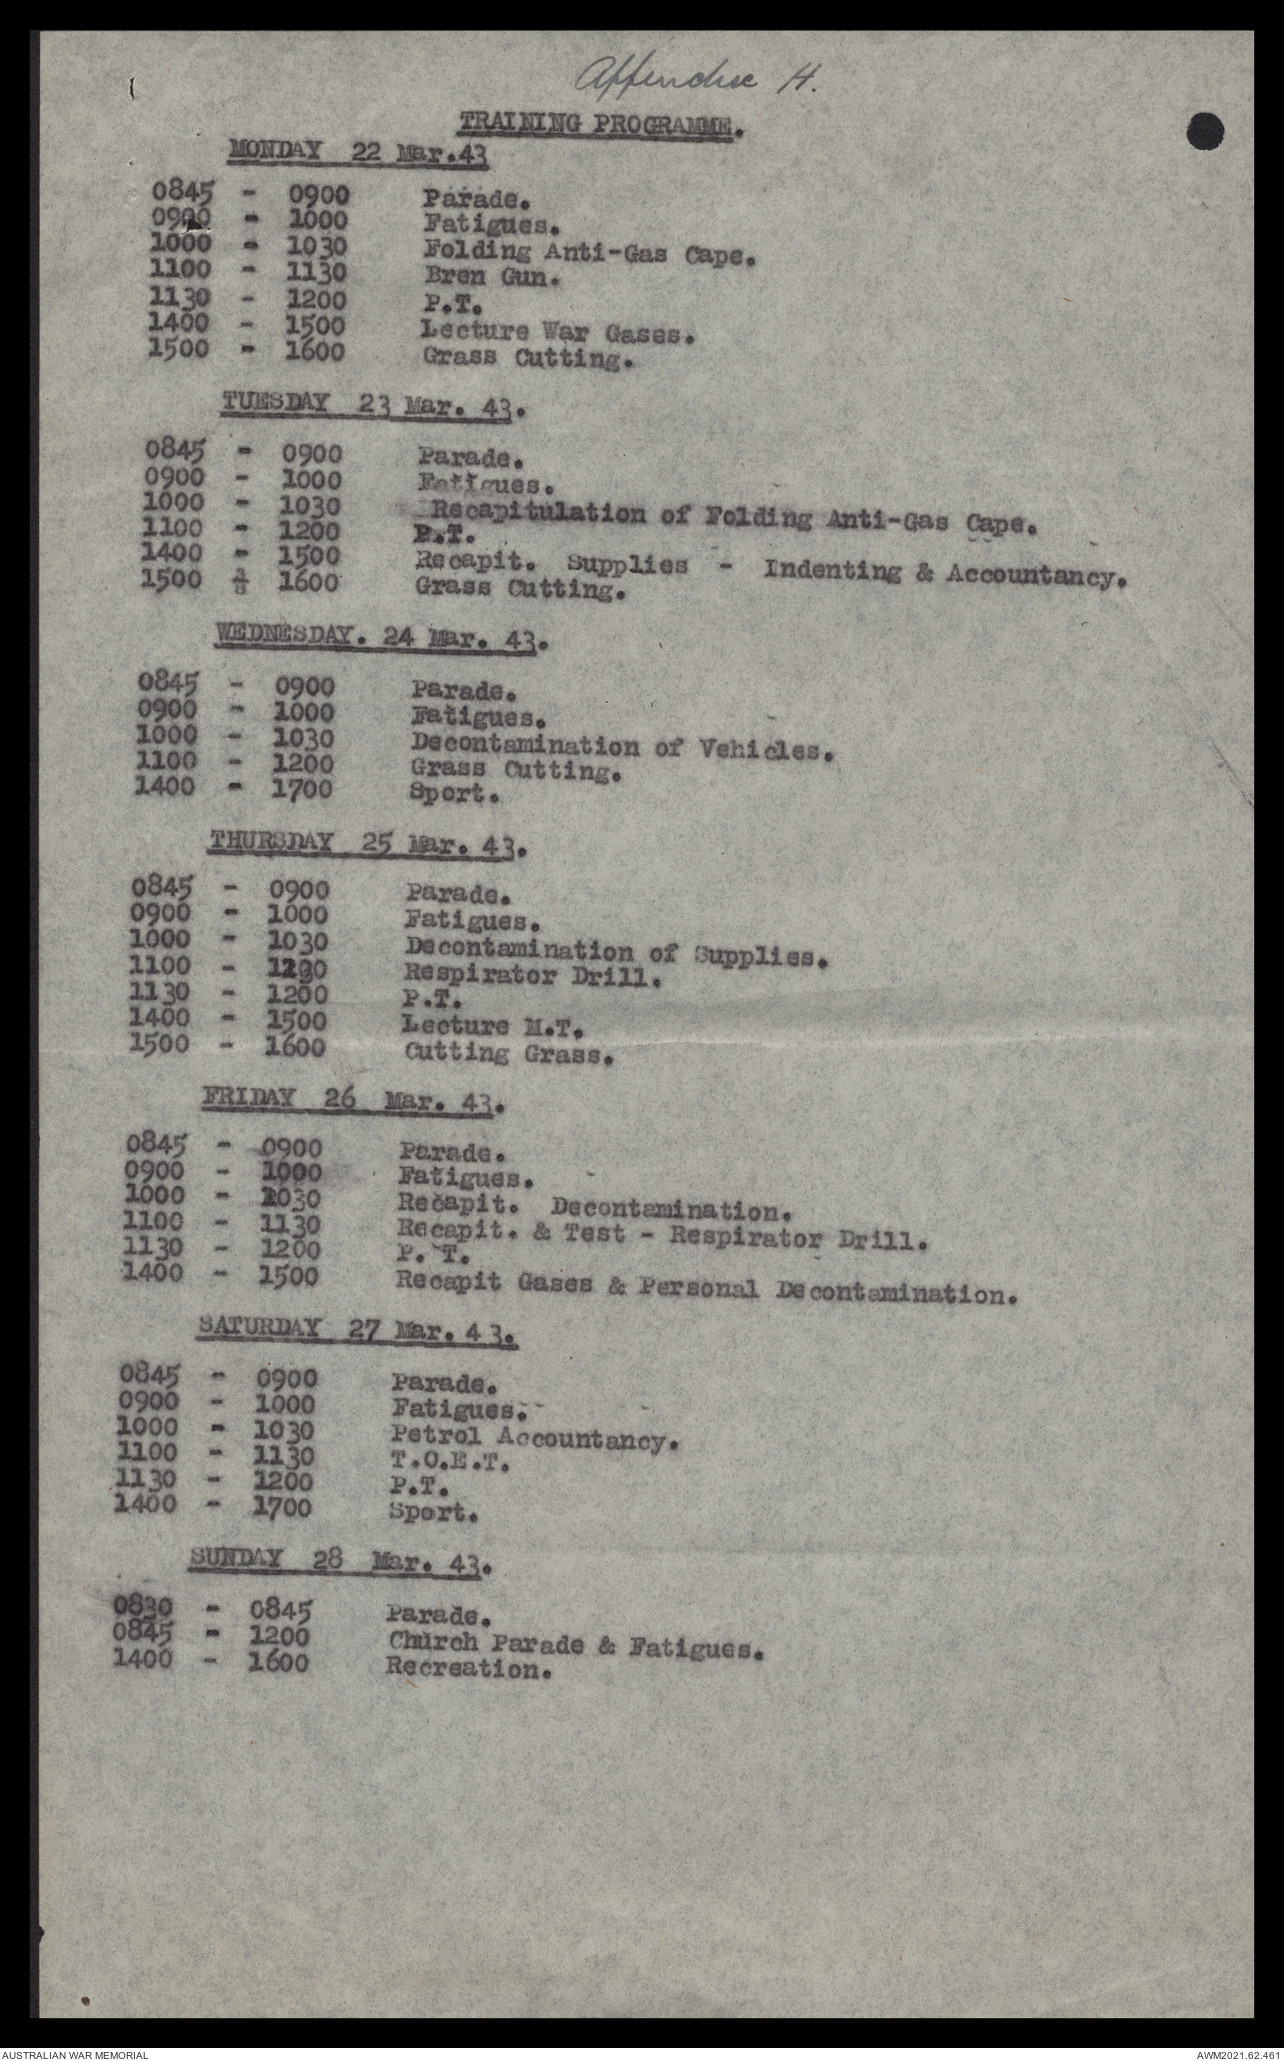 Appendix H.
TRAINING PROGRAMME.
MONDAY 22 Mar.43
0845 - 0900 Parade.
0900 - 1000 Fatigues.
1000 - 1030 Folding Anti-Gas Cape.
1100 - 1130 Bren Gun.
1130 - 1200 P.T.
1400 - 1500 Lecture War Gases.
1500 - 1600 Grass Cutting.
TUESDAY 23 Mar. 43.
0845 - 0900 Parade.
0900 - 1000 Fatigues.
1000 - 1030 Recapitulation of Folding Anti-Gas Cape.
1100 - 1200 P.T.
1400 - 1500 Recapit. Supplies - Indenting & Accountancy.
1500 - 1600 Grass Cutting.
WEDNESDAY. 24 Mar. 43.
0845 - 0900 Parade.
0900 - 1000 Fatigues.
1000 - 1030 Decontamination of Vehicles.
1100 - 1200 Grass Cutting.
1400 - 1700 Sport.
THURSDAY 25 Mar. 43.
0845 - 0900 Parade.
0900 - 1000 Fatigues.
1000 - 1030 Decontamination of Supplies.
1100 - 1130 Respirator Drill.
1130 - 1200 P.T.
1400 - 1500 Lecture M.T.
1500 - 1600 Cutting Grass.
FRIDAY 26 Mar. 43.
0845 - 0900 Parade.
0900 - 1000 Fatigues.
1000 - 1030 Recapit. Decontamination.
1100 - 1130 Recapit. & Test - Respirator Drill.
1130 - 1200 P. T.
1400 - 1500 Recapit Gases & Personal Decontamination.
SATURDAY 27 Mar. 43.
0845 - 0900 Parade.
0900 - 1000 Fatigues.
1000 - 1030 Petrol Accountancy.
1100 - 1130 T.O.E.T.
1130 - 1200 P.T.
1400 - 1700 Sport.
SUNDAY 28 Mar. 43.
0830 - 0845 Parade.
0845 - 1200 Church Parade & Fatigues.
1400 - 1600 Recreation.
AUSTRALIAN WAR MEMORIAL
AWM2021.62.461